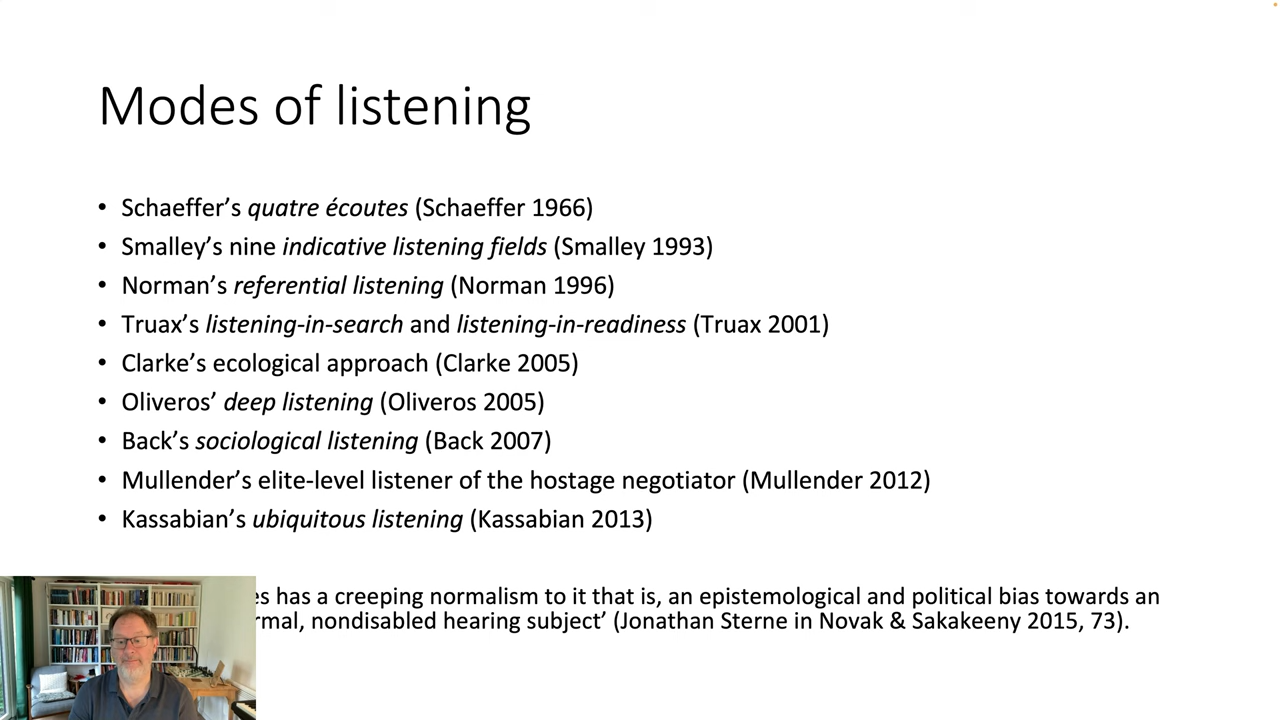 Modes of listening
• Schaeffer’s quatre écoutes (Schaeffer 1966)
• Smalley’s nine indicative listening fields (Smalley 1993)
• Norman’s referential listening (Norman 1996)
• Truax’s listening-in-search and listening-in-readiness (Truax 2001)
• Clarke’s ecological approach (Clarke 2005)
• Oliveros’ deep listening (Oliveros 2005)
• Back’s sociological listening (Back 2007)
• Mullender’s elite-level listener of the hostage negotiator (Mullender 2012)
• Kassabian’s ubiquitous listening (Kassabian 2013)
has a creeping normalism to it that is, an epistemological and political bias towards an
nondisabled hearing subject’ (Jonathan Sterne in Novak & Sakakeeny 2015, 73).